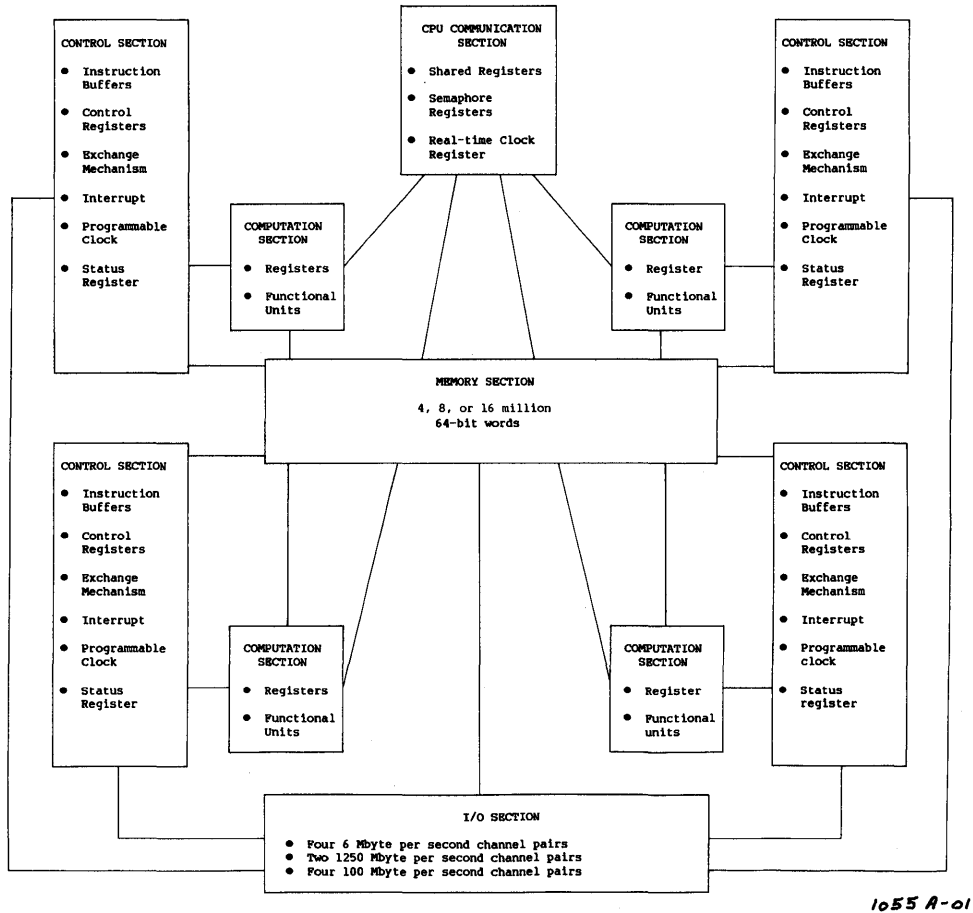 CPU COMMUNICATION
SECTION
● Shared Registers
● Semaphore
Registers
● Real-time Clock
Register
CONTROL SECTION
● Instruction
Buffers
● Control
Registers
● Exchange
Mechanism
● Interrupt
● Programmable
Clock
● Status
Register
CONTROL SECTION
● Instruction
Buffers
● Control
Registers
● Exchange
Mechanism
● Interrupt
● Programmable
Clock
● Status
Register
COMPUTATION
SECTION
● Registers
● Functional
Units
COMPUTATION
SECTION
● Register
● Functional
Units
MEMORY SECTION
4, 8, or 16 million
64-bit words
CONTROL SECTION
● Instruction
Buffers
● Control
Registers
● Exchange
Mechanism
● Interrupt
● Programmable
Clock
● Status
Register
CONTROL SECTION
● Instruction
Buffers
● Control
Registers
● Exchange
Mechanism
● Interrupt
● Programmable
clock
● Status
register
COMPUTATION
SECTION
● Registers
● Functional
Units
COMPUTATION
SECTION
● Register
● Functional
units
I/O SECTION
● Four 6 Mbyte per second channel pairs
● Two 1250 Mbyte per second channel pairs
● Four 100 Mbyte per second channel pairs
1055 A-01